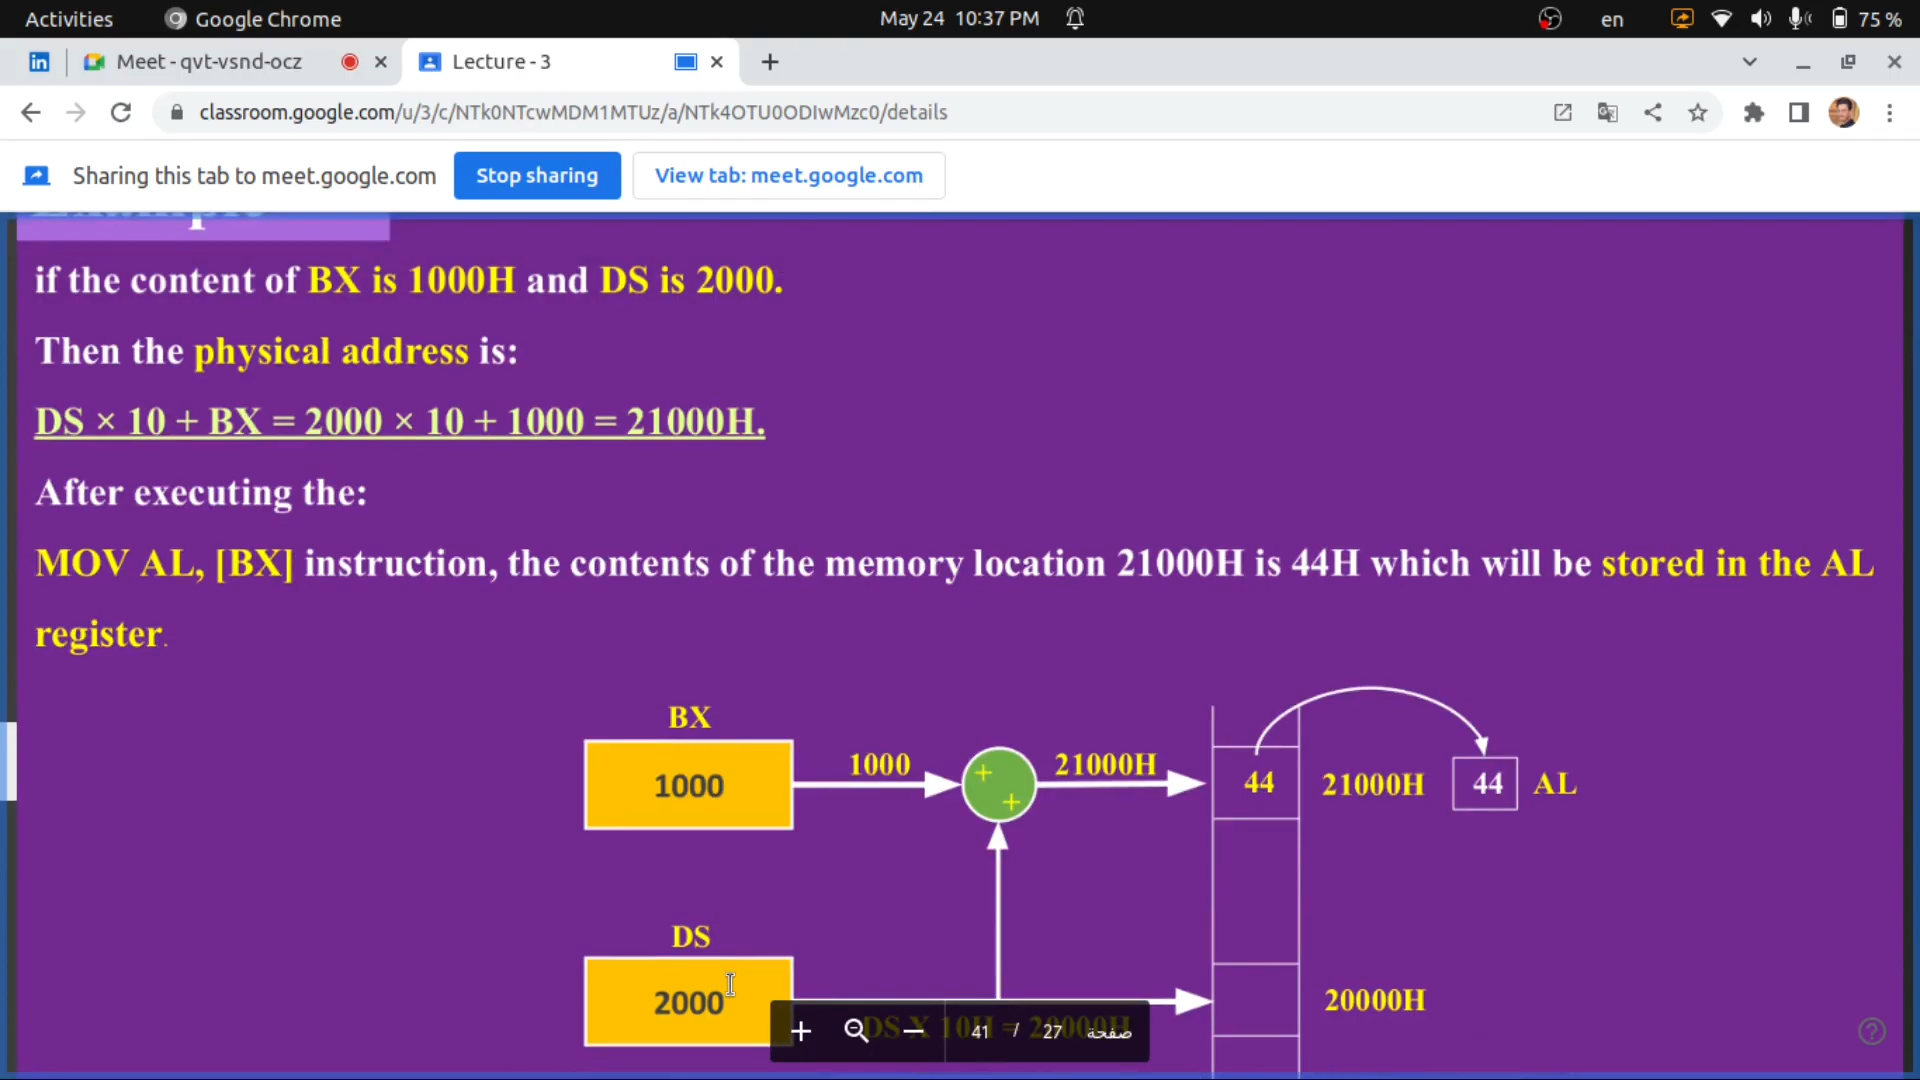 Activities Google Chrome May 24 10:37 PM en 75 %
in Meet - qvt-vsnd-ocz Lecture - 3
classroom.google.com/u/3/c/NTk0NTcwMDM1MTUz/a/NTk4OTU0ODIwMzc0/details
Sharing this tab to meet.google.com Stop sharing View tab: meet.google.com
if the content of BX is 1000H and DS is 2000.
Then the physical address is:
DS × 10 + BX = 2000 × 10 + 1000 = 21000H.
After executing the:
MOV AL, [BX] instruction, the contents of the memory location 21000H is 44H which will be stored in the AL
register.
BX
1000 1000 + + 21000H 44 21000H 44 AL
DS
2000 20000H
DS X 10H = 20000H
41 / 27 صفحة